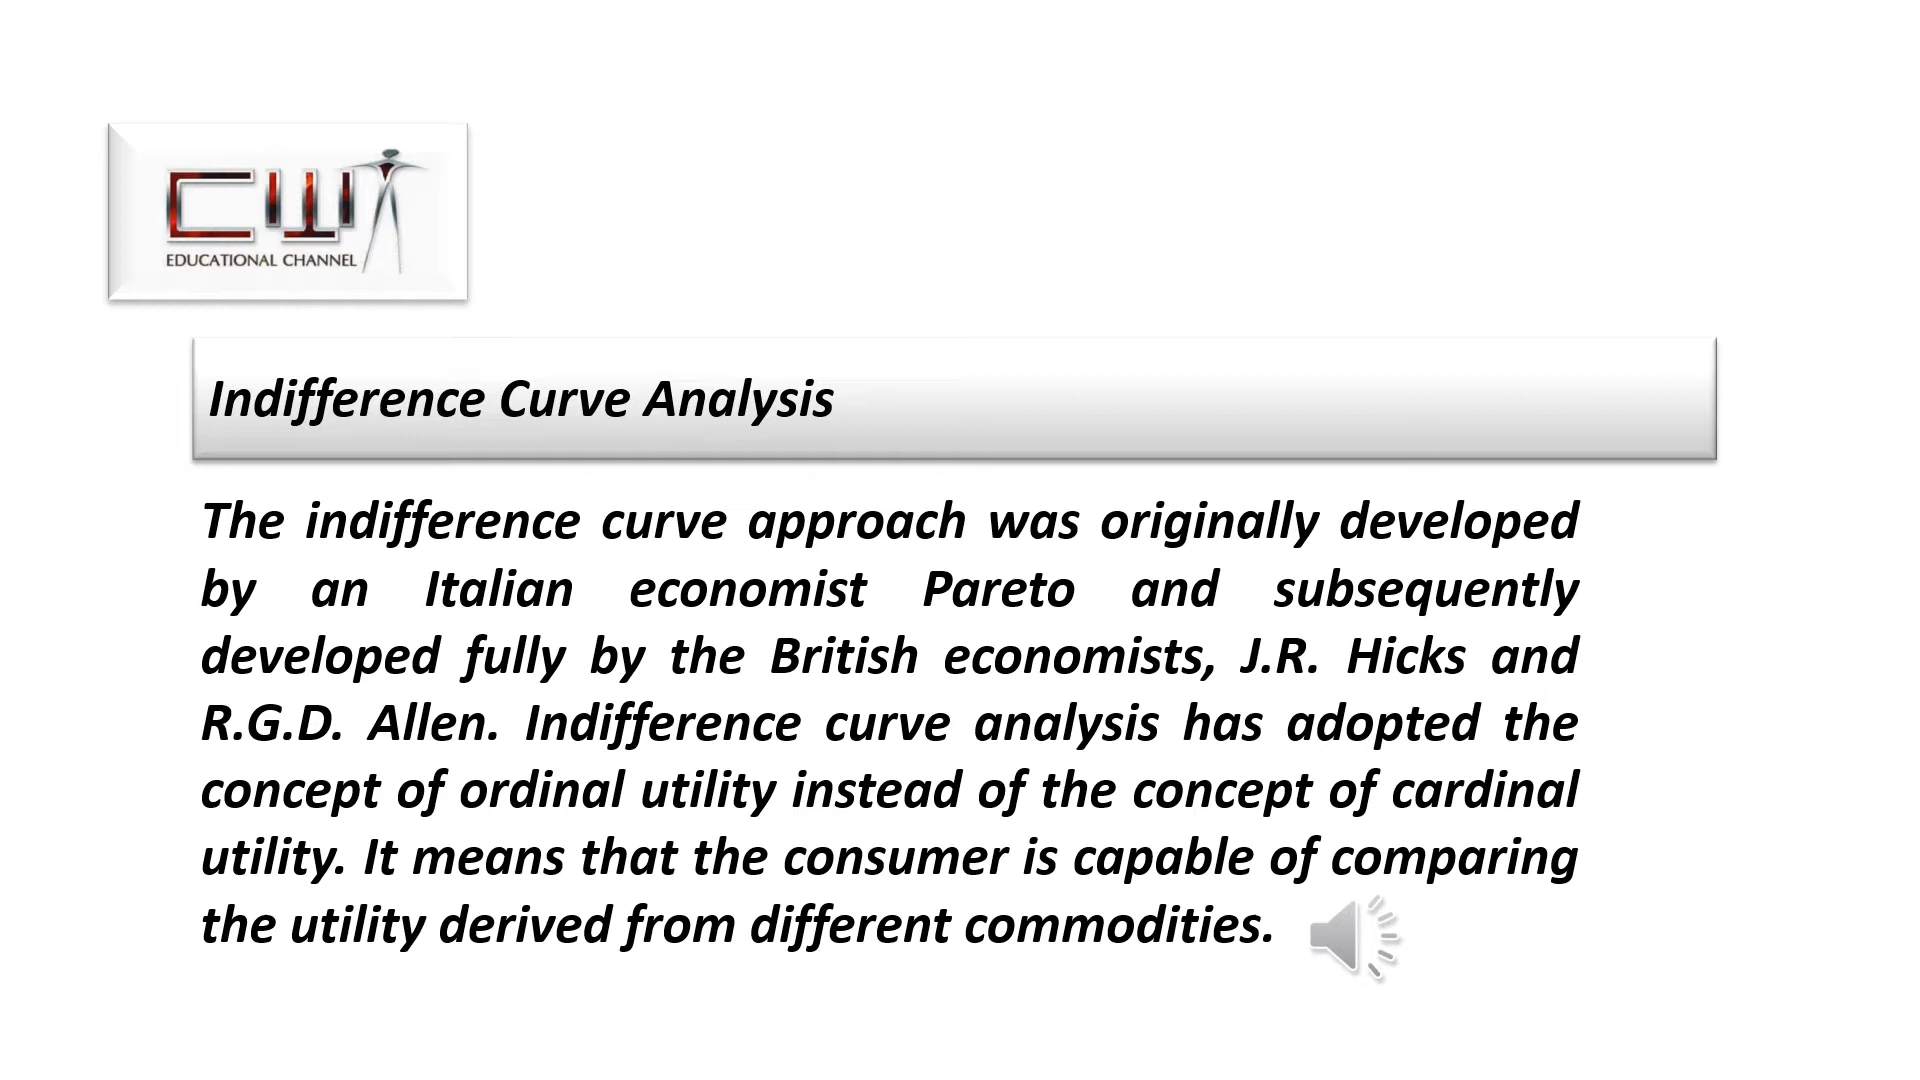 EDUCATIONAL CHANNEL
Indifference Curve Analysis
The indifference curve approach was originally developed
by an Italian economist Pareto and subsequently
developed fully by the British economists, J.R. Hicks and
R.G.D. Allen. Indifference curve analysis has adopted the
concept of ordinal utility instead of the concept of cardinal
utility. It means that the consumer is capable of comparing
the utility derived from different commodities.